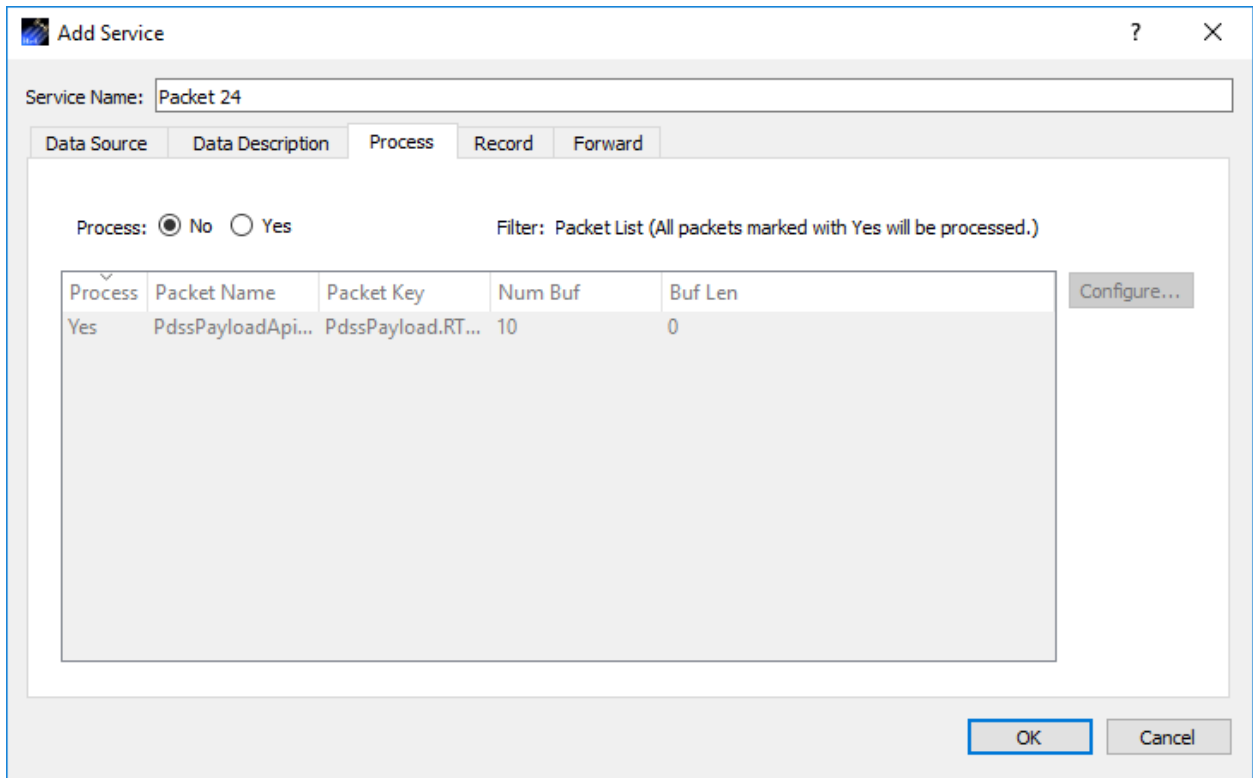 Add Service
?
Service Name: Packet 24
Data Source Data Description Process Record Forward
Process: No Yes Filter: Packet List (All packets marked with Yes will be processed.)
Process Packet Name Packet Key Num Buf Buf Len Configure...
Yes PdssPayloadApi... PdssPayload.RT... 10 0
OK Cancel